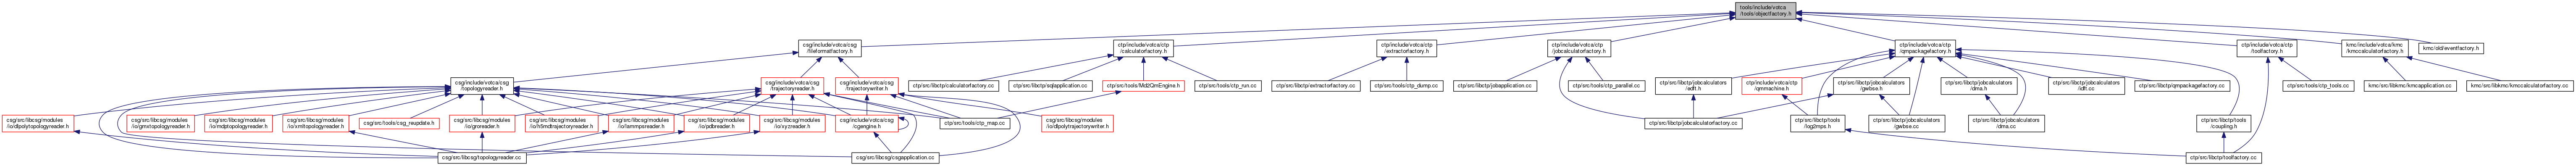 tools/include/votca
/tools/objectfactory.h
csg/include/votca/csg
/fileformatfactory.h
ctp/include/votca/ctp
/calculatorfactory.h
ctp/include/votca/ctp
/extractorfactory.h
ctp/include/votca/ctp
/jobcalculatorfactory.h
ctp/include/votca/ctp
/qmpackagefactory.h
ctp/include/votca/ctp
/toolfactory.h
kmc/include/votca/kmc
/kmccalculatorfactory.h
kmc/old/eventfactory.h
csg/include/votca/csg
/topologyreader.h
csg/include/votca/csg
/trajectoryreader.h
csg/include/votca/csg
/trajectorywriter.h
ctp/src/libctp/calculatorfactory.cc
ctp/src/libctp/sqlapplication.cc
ctp/src/tools/Md2QmEngine.h
ctp/src/tools/ctp_run.cc
ctp/src/libctp/extractorfactory.cc
ctp/src/tools/ctp_dump.cc
ctp/src/libctp/jobapplication.cc
ctp/src/tools/ctp_parallel.cc
ctp/src/libctp/jobcalculators
/edft.h
ctp/include/votca/ctp
/qmmachine.h
ctp/src/libctp/jobcalculators
/gwbse.h
ctp/src/libctp/jobcalculators
/dma.h
ctp/src/libctp/jobcalculators
/idft.cc
ctp/src/libctp/qmpackagefactory.cc
ctp/src/tools/ctp_tools.cc
kmc/src/libkmc/kmcapplication.cc
kmc/src/libkmc/kmccalculatorfactory.cc
csg/src/libcsg/modules
/io/dlpolytopologyreader.h
csg/src/libcsg/modules
/io/gmxtopologyreader.h
csg/src/libcsg/modules
/io/mdptopologyreader.h
csg/src/libcsg/modules
/io/xmltopologyreader.h
csg/src/tools/csg_reupdate.h
csg/src/libcsg/modules
/io/groreader.h
csg/src/libcsg/modules
/io/h5mdtrajectoryreader.h
csg/src/libcsg/modules
/io/lammpsreader.h
csg/src/libcsg/modules
/io/pdbreader.h
csg/src/libcsg/modules
/io/xyzreader.h
csg/include/votca/csg
/cgengine.h
ctp/src/tools/ctp_map.cc
csg/src/libcsg/modules
/io/dlpolytrajectorywriter.h
ctp/src/libctp/jobcalculatorfactory.cc
ctp/src/libctp/tools
/log2mps.h
ctp/src/libctp/jobcalculators
/gwbse.cc
ctp/src/libctp/jobcalculators
/dma.cc
ctp/src/libctp/tools
/coupling.h
csg/src/libcsg/topologyreader.cc
csg/src/libcsg/csgapplication.cc
ctp/src/libctp/toolfactory.cc